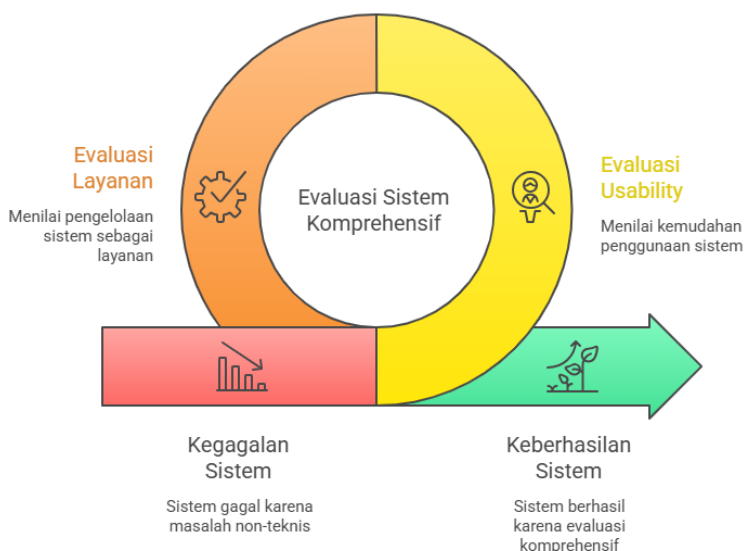 Evaluasi
Layanan
Menilai pengelolaan
sistem sebagai
layanan
Evaluasi Sistem
Komprehensif
Evaluasi
Usability
Menilai kemudahan
penggunaan sistem
Kegagalan
Sistem
Sistem gagal karena
masalah non-teknis
Keberhasilan
Sistem
Sistem berhasil
karena evaluasi
komprehensif